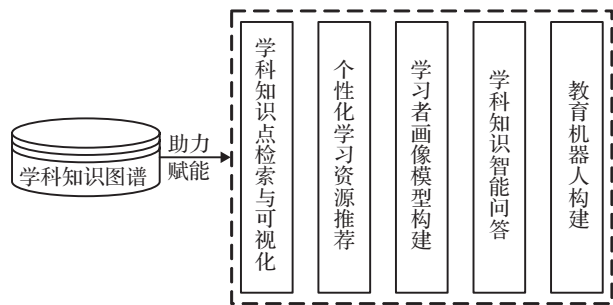 学科知识图谱
助力
赋能
学科知识点检索与可视化
个性化学习资源推荐
学习者画像模型构建
学科知识智能问答
教育机器人构建